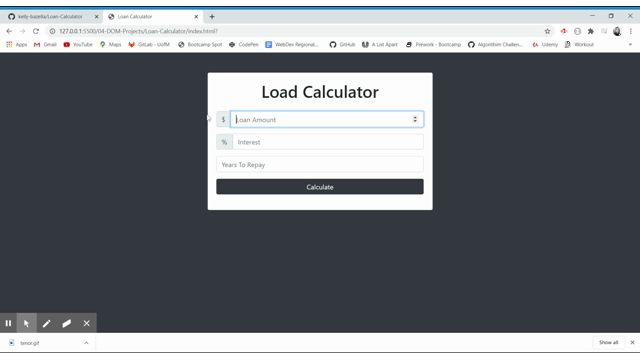 kelly-bazella/Loan-Calculator
Loan Calculator
127.0.0.1:5500/04-DOM-Projects/Loan-Calculator/index.html?
Apps Gmail YouTube Maps GitLab - UofM Bootcamp Spot CodePen WebDev Regional... GitHub A List Apart Prework - Bootcamp Algorithm Challen... Udemy Workout
Load Calculator
$ Loan Amount
% Interest
Years To Repay
Calculate
tenor.gif
Show all